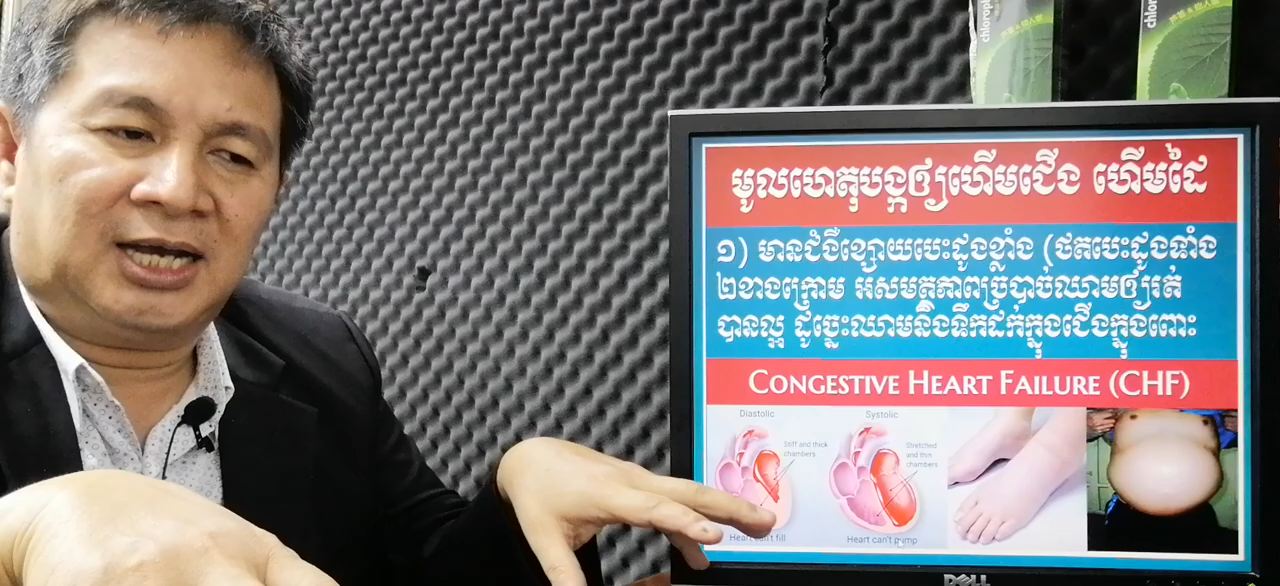 chloroph
chlorop
មូលហេតុបង្កឲ្យហើមជើង ហើមដៃ
១) មានជំងឺខ្សោយបេះដូងខ្លាំង (ថតបេះដូងទាំង
២ខាងក្រោម អសមត្ថភាពច្របាច់ឈាមឲ្យរត់
បានល្អ ដូច្នេះឈាមនិងទឹកដក់ក្នុងជើងក្នុងពោះ
CONGESTIVE HEART FAILURE (CHF)
Diastolic
Systolic
Stiff and thick
chambers
Stretched
and thin
chambers
Heart can't fill
Heart can't pump
DELL